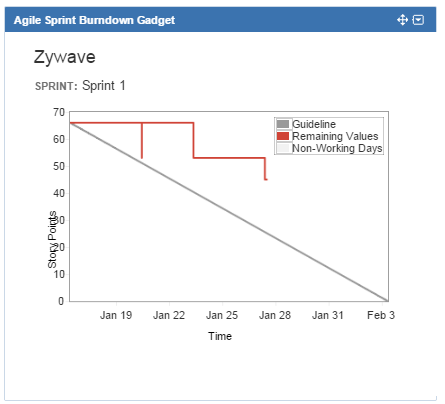 Agile Sprint Burndown Gadget
Zywave
SPRINT: Sprint 1
70
60
50
40
30
20
10
0
Story Points
Guideline
Remaining Values
Non-Working Days
Jan 19 Jan 22 Jan 25 Jan 28 Jan 31 Feb 3
Time